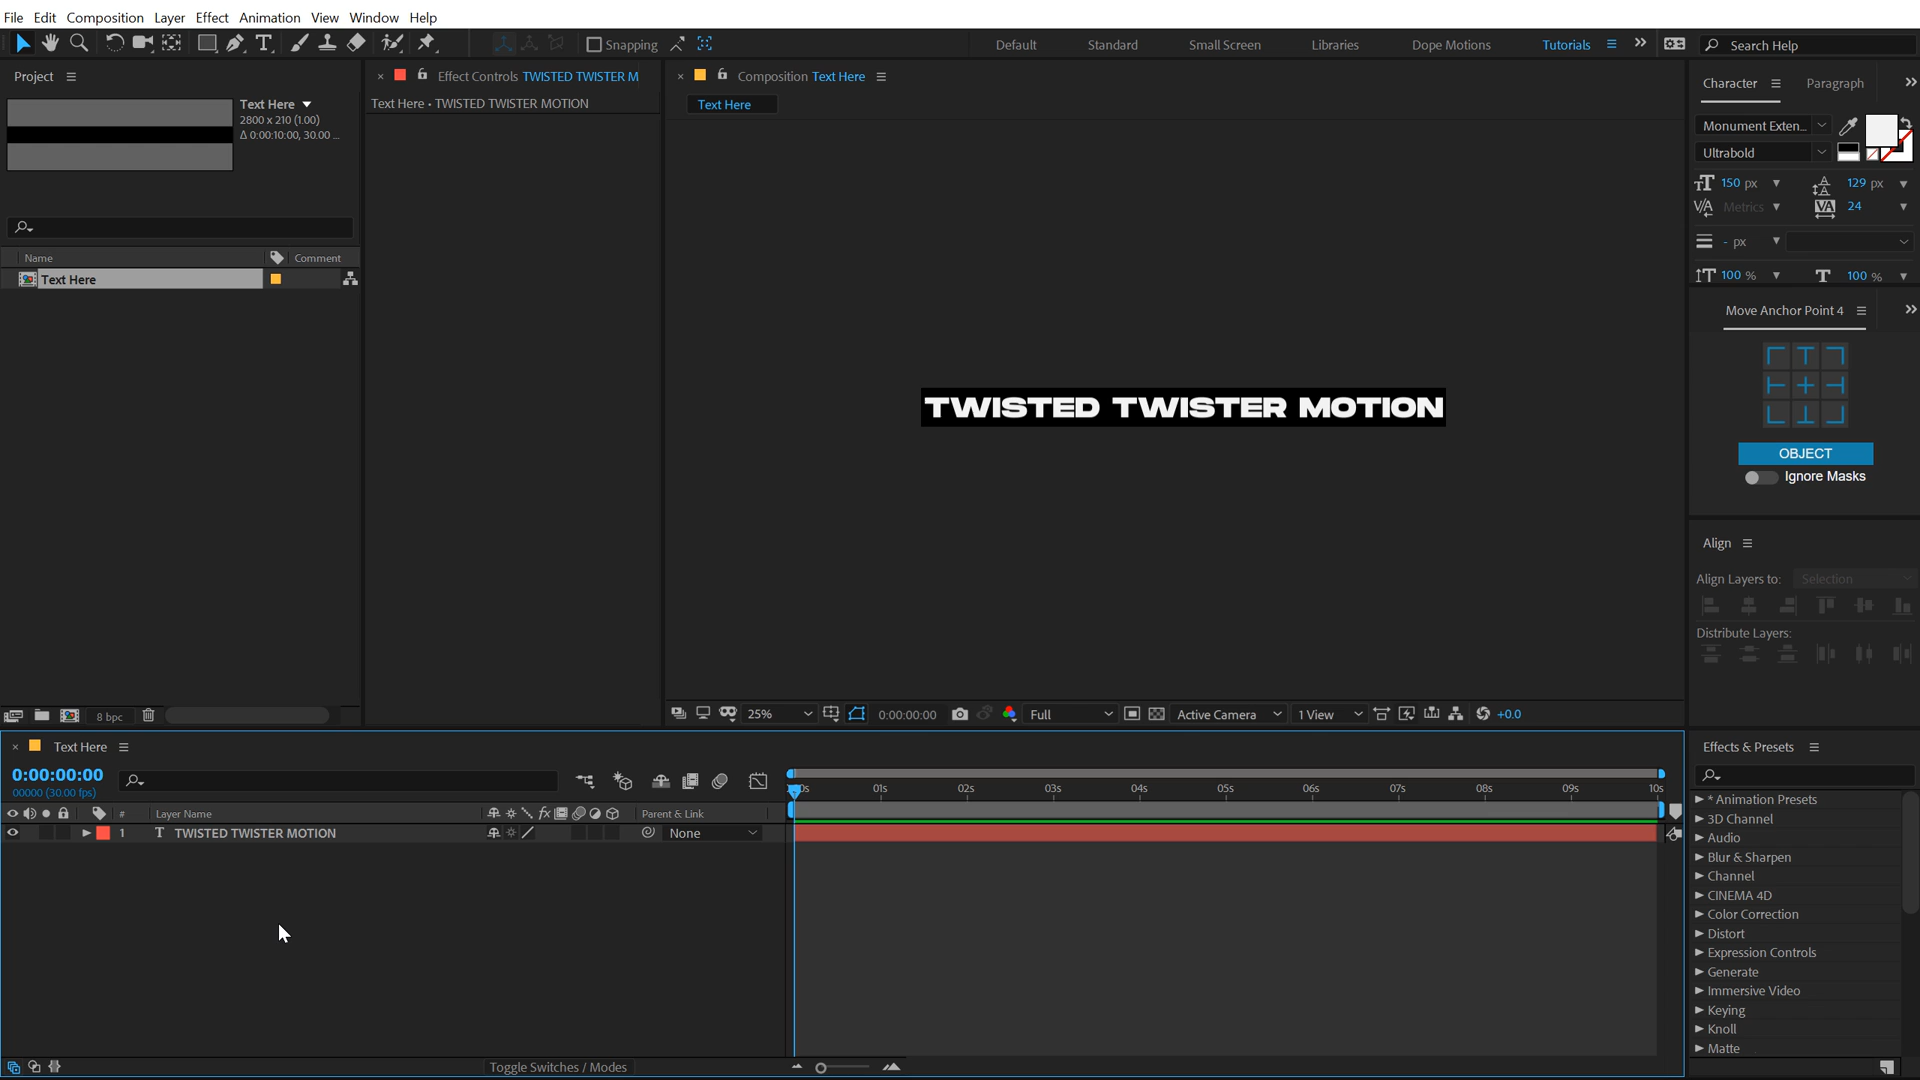 File Edit Composition Layer Effect Animation View Window Help
Snapping
Default Standard Small Screen Libraries Dope Motions Tutorials
Search Help
Project
Text Here
2800 x 210 (1.00)
Δ 0:00:10:00, 30.00 ...
Name Comment
Text Here
8 bpc
Effect Controls TWISTED TWISTER M
Text Here • TWISTED TWISTER MOTION
Composition Text Here
Text Here
TWISTED TWISTER MOTION
25% 0:00:00:00 Full Active Camera 1 View +0.0
Character Paragraph
Monument Exten...
Ultrabold
150 px 129 px
Metrics 24
- px
100 % 100 %
Move Anchor Point 4
OBJECT
Ignore Masks
Align
Align Layers to: Selection
Distribute Layers:
Text Here
0:00:00:00
00000 (30.00 fps)
# Layer Name Parent & Link
1 TWISTED TWISTER MOTION None
01s 02s 03s 04s 05s 06s 07s 08s 09s 10s
Toggle Switches / Modes
Effects & Presets
* Animation Presets
3D Channel
Audio
Blur & Sharpen
Channel
CINEMA 4D
Color Correction
Distort
Expression Controls
Generate
Immersive Video
Keying
Knoll
Matte